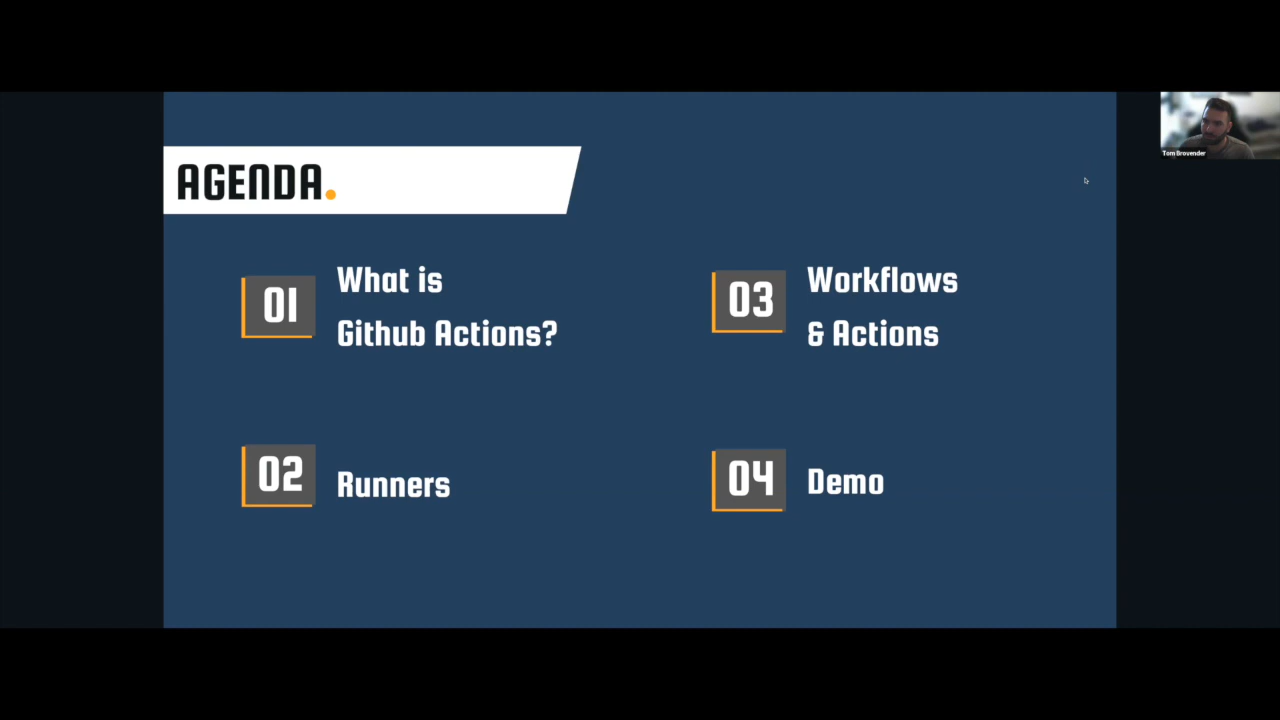 AGENDA.
01
What is
Github Actions?
02
Runners
03
Workflows
& Actions
04
Demo
Tom Brovender